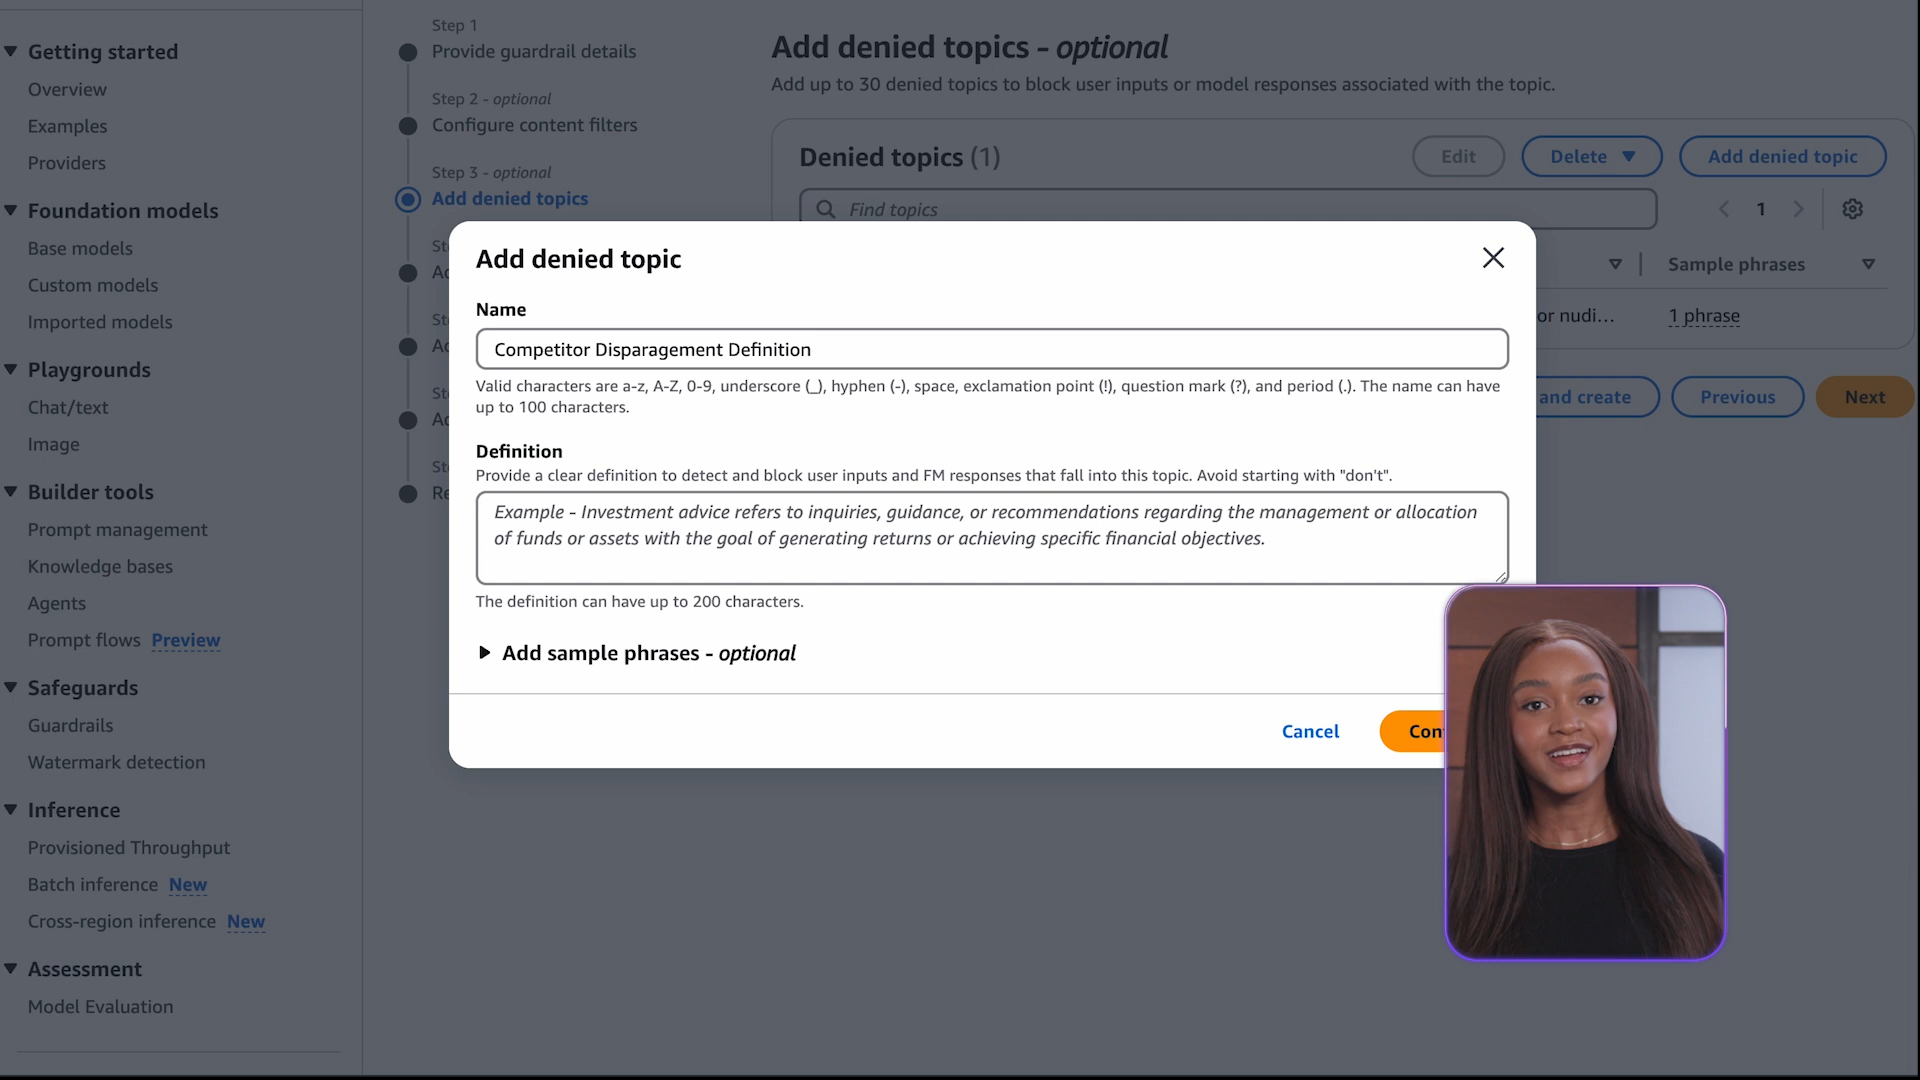 Getting started
Overview
Examples
Providers
Foundation models
Base models
Custom models
Imported models
Playgrounds
Chat/text
Image
Builder tools
Prompt management
Knowledge bases
Agents
Prompt flows Preview
Safeguards
Guardrails
Watermark detection
Inference
Provisioned Throughput
Batch inference New
Cross-region inference New
Assessment
Model Evaluation
Step 1
Provide guardrail details
Step 2 - optional
Configure content filters
Step 3 - optional
Add denied topics
Add denied topics - optional
Add up to 30 denied topics to block user inputs or model responses associated with the topic.
Denied topics (1)
Edit
Delete
Add denied topic
Find topics
1
Sample phrases
or nudi...
1 phrase
and create
Previous
Next
Add denied topic
Name
Competitor Disparagement Definition
Valid characters are a-z, A-Z, 0-9, underscore (_), hyphen (-), space, exclamation point (!), question mark (?), and period (.). The name can have
up to 100 characters.
Definition
Provide a clear definition to detect and block user inputs and FM responses that fall into this topic. Avoid starting with "don't".
Example - Investment advice refers to inquiries, guidance, or recommendations regarding the management or allocation
of funds or assets with the goal of generating returns or achieving specific financial objectives.
The definition can have up to 200 characters.
Add sample phrases - optional
Cancel